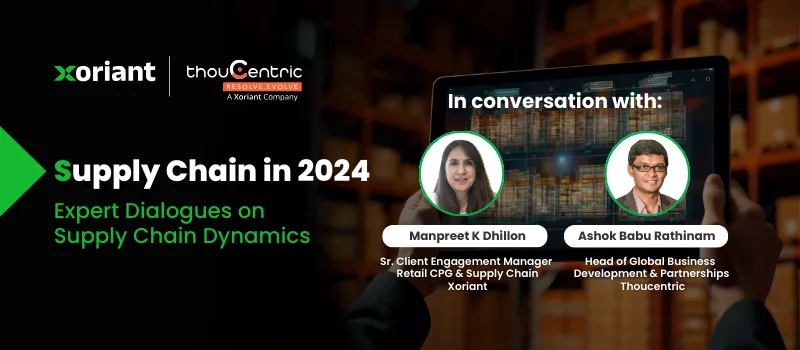 xoriant
thouCentric
RESOLVE.EVOLVE
A Xoriant Company
Supply Chain in 2024
Expert Dialogues on
Supply Chain Dynamics
In conversation with:
Manpreet K Dhillon
Sr. Client Engagement Manager
Retail CPG & Supply Chain
Xoriant
Ashok Babu Rathinam
Head of Global Business
Development & Partnerships
Thoucentric